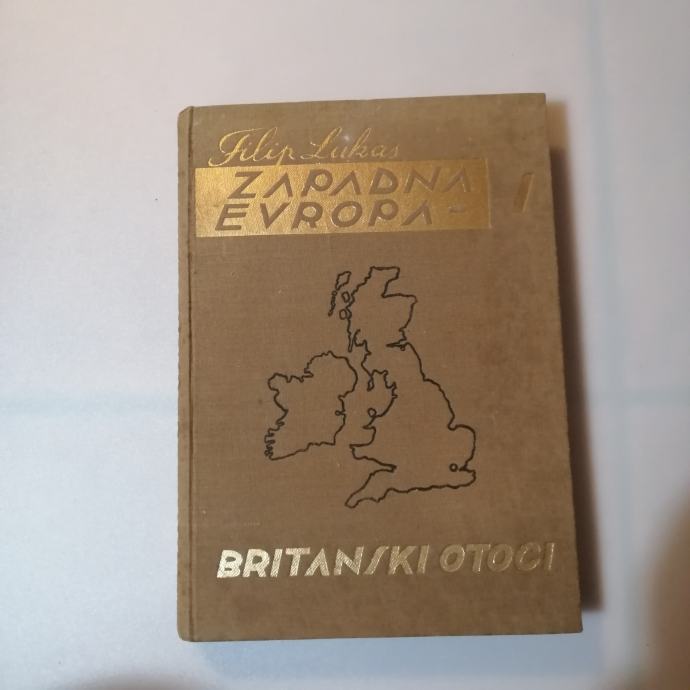 Filip Lukas
ZAPADNA
EVROPA - I
BRITANSKI OTOCI